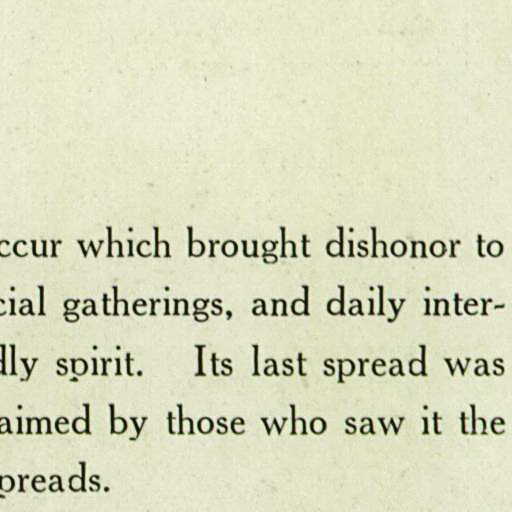 ccur which brought dishonor to
cial gatherings, and daily inter-
dly spirit. Its last spread was
aimed by those who saw it the
preads.